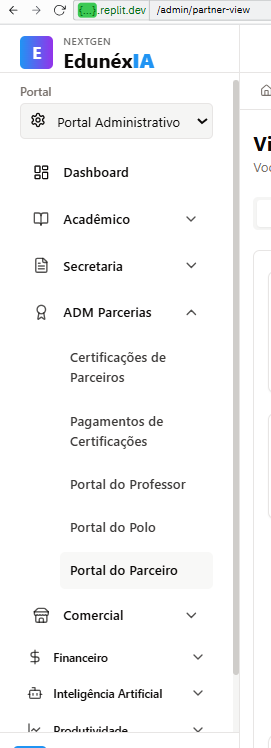 {...}.replit.dev /admin/partner-view
E
NEXTGEN
EdunéxIA
Portal
Portal Administrativo
Vi
Voc
Dashboard
Acadêmico
Secretaria
ADM Parcerias
Certificações de
Parceiros
Pagamentos de
Certificações
Portal do Professor
Portal do Polo
Portal do Parceiro
Comercial
Financeiro
Inteligência Artificial
Produtividade